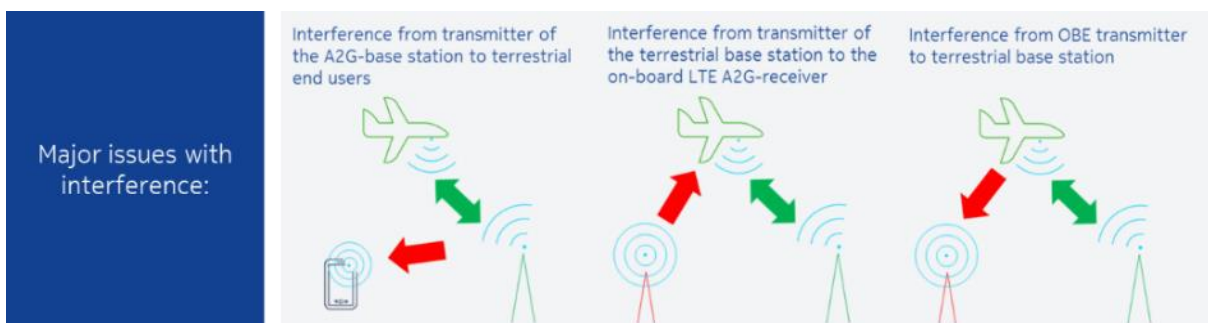 Major issues with
interference:
Interference from transmitter of
the A2G-base station to terrestrial
end users
Interference from transmitter of
the terrestrial base station to the
on-board LTE A2G-receiver
Interference from OBE transmitter
to terrestrial base station